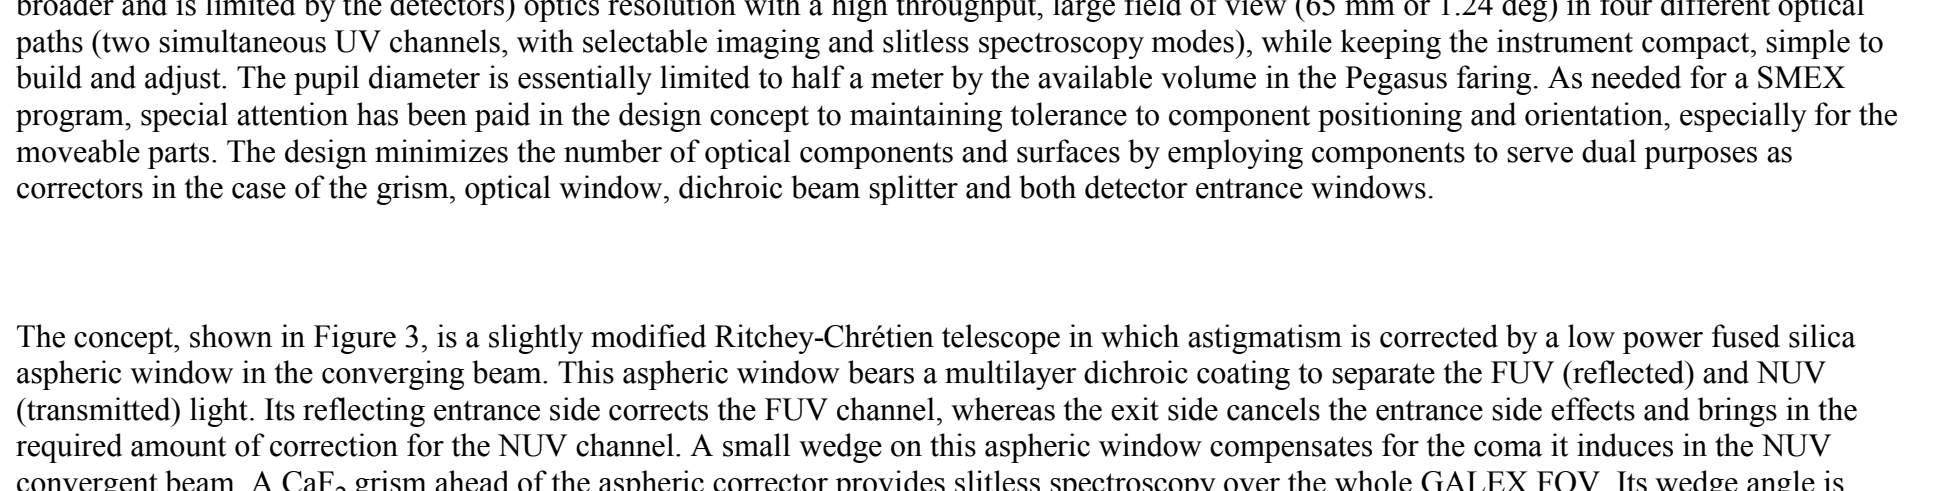 broader and is limited by the detectors) optics resolution with a high throughput, large field of view (65 mm or 1.24 deg) in four different optical
paths (two simultaneous UV channels, with selectable imaging and slitless spectroscopy modes), while keeping the instrument compact, simple to
build and adjust. The pupil diameter is essentially limited to half a meter by the available volume in the Pegasus faring. As needed for a SMEX
program, special attention has been paid in the design concept to maintaining tolerance to component positioning and orientation, especially for the
moveable parts. The design minimizes the number of optical components and surfaces by employing components to serve dual purposes as
correctors in the case of the grism, optical window, dichroic beam splitter and both detector entrance windows.
The concept, shown in Figure 3, is a slightly modified Ritchey-Chrétien telescope in which astigmatism is corrected by a low power fused silica
aspheric window in the converging beam. This aspheric window bears a multilayer dichroic coating to separate the FUV (reflected) and NUV
(transmitted) light. Its reflecting entrance side corrects the FUV channel, whereas the exit side cancels the entrance side effects and brings in the
required amount of correction for the NUV channel. A small wedge on this aspheric window compensates for the coma it induces in the NUV
convergent beam. A CaF₂ grism ahead of the aspheric corrector provides slitless spectroscopy over the whole GALEX FOV. Its wedge angle is